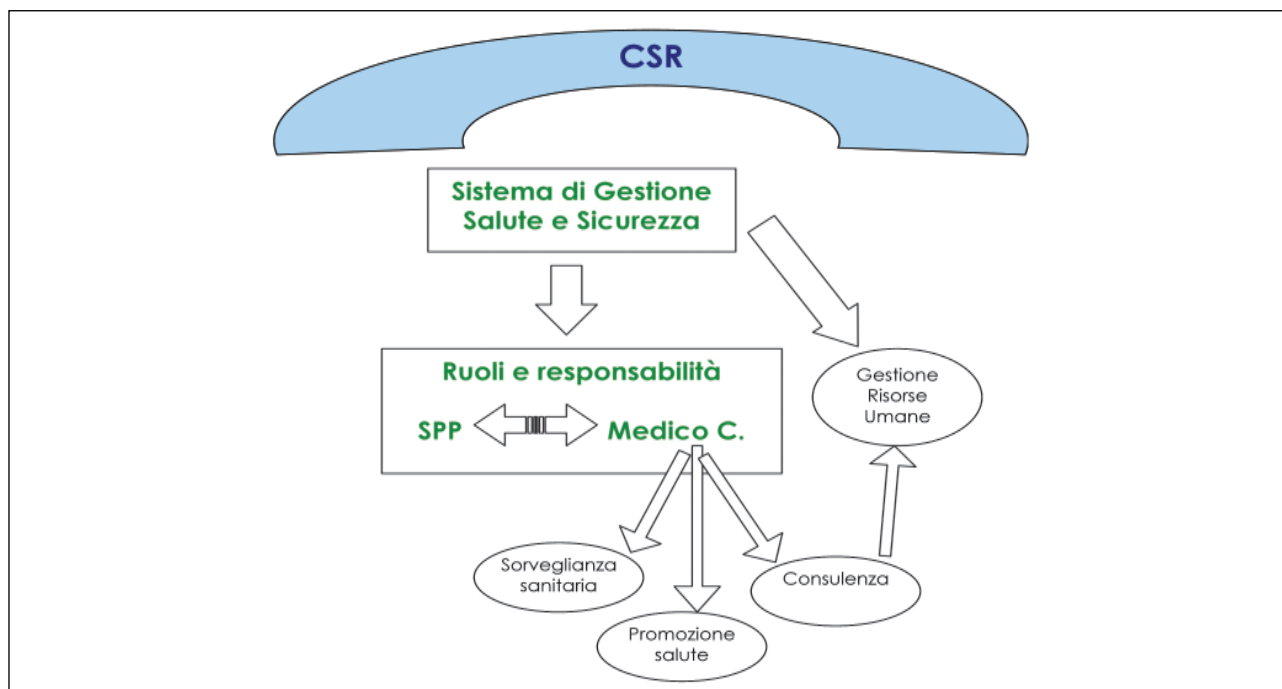 CSR
Sistema di Gestione
Salute e Sicurezza
Ruoli e responsabilità
SPP
Medico C.
Gestione
Risorse
Umane
Sorveglianza
sanitaria
Consulenza
Promozione
salute